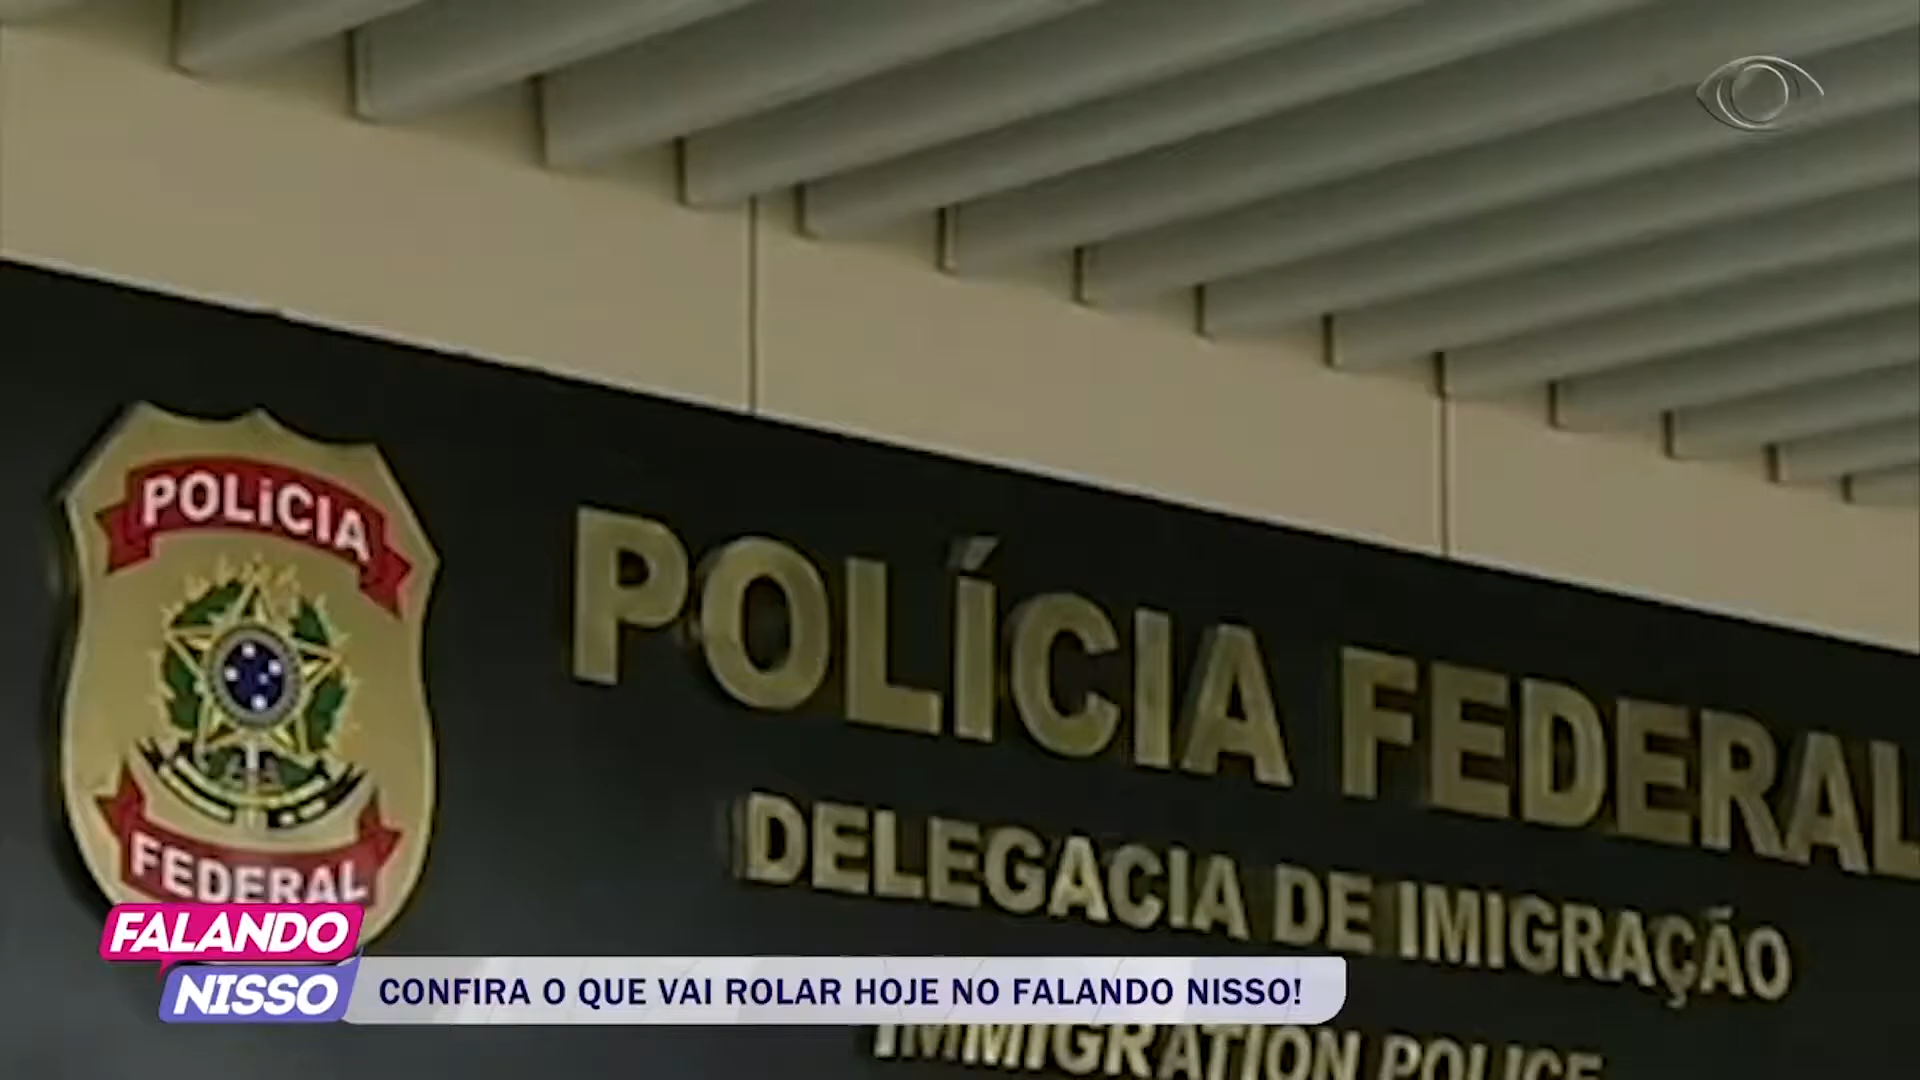 POLÍCIA
FEDERAL
POLÍCIA FEDERAL
DELEGACIA DE IMIGRAÇÃO
IMMIGRATION POLICE
FALANDO
NISSO
CONFIRA O QUE VAI ROLAR HOJE NO FALANDO NISSO!